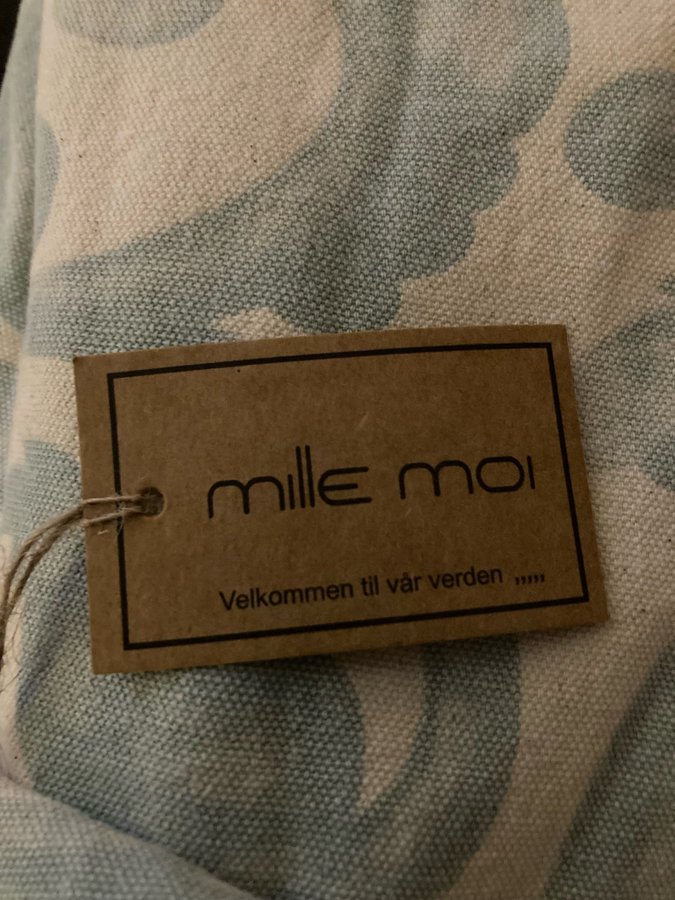 mille moi
Velkommen til vår verden ,,,,,